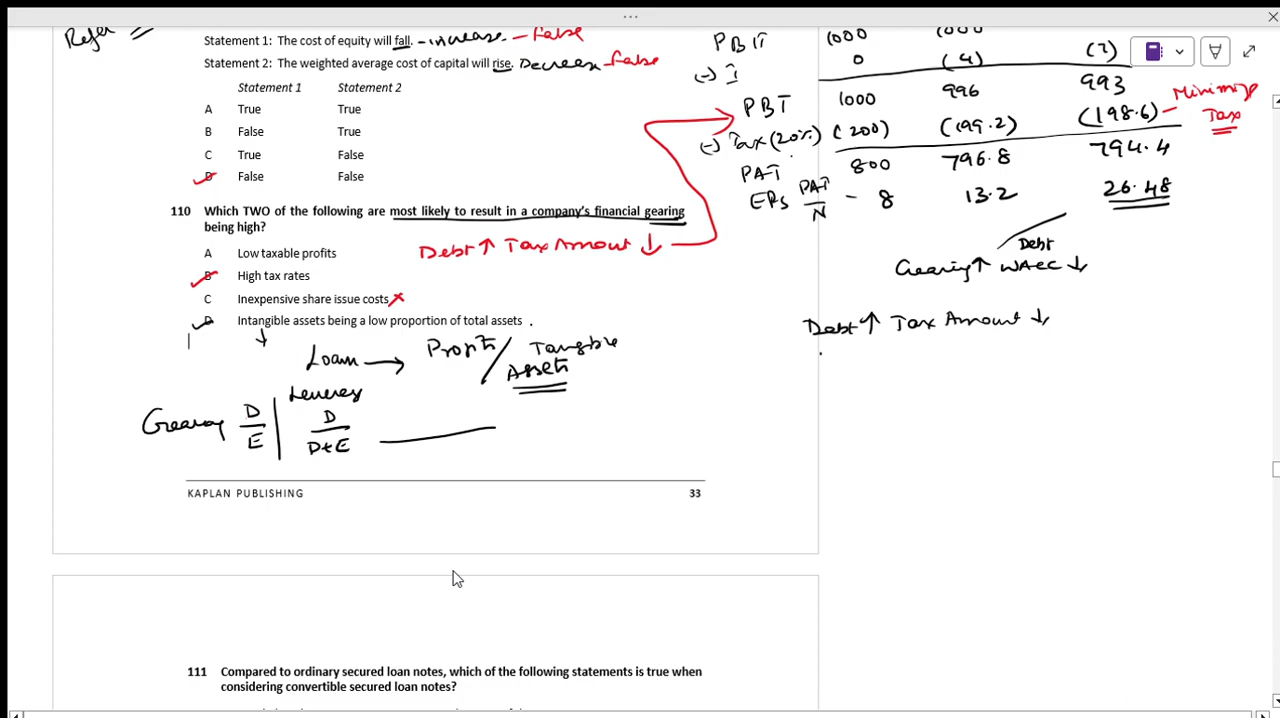 Refer
Statement 1: The cost of equity will fall. - increase. - False
Statement 2: The weighted average cost of capital will rise. Decrease - False
Statement 1 Statement 2
A True True
B False True
C True False
D False False
110 Which TWO of the following are most likely to result in a company's financial gearing
being high?
A Low taxable profits
Debt ↑ Tax Amount ↓
B High tax rates
C Inexpensive share issue costs ×
D Intangible assets being a low proportion of total assets .
↓
Loan → Profits / Tangible
Assets
Gearing D/E | Leverage D/D+E
KAPLAN PUBLISHING 33
111 Compared to ordinary secured loan notes, which of the following statements is true when
considering convertible secured loan notes?
PBIT 1000 1000
(-) I 0 (4) (7)
PBT 1000 996 993
(-) Tax (20%) (200) (199.2) (198.6) - Minimize
Tax
PAT 800 796.8 794.4
EPS PAT/N - 8 13.2 26.48
Debt
Gearing ↑ WACC ↓
Debt ↑ Tax Amount ↓